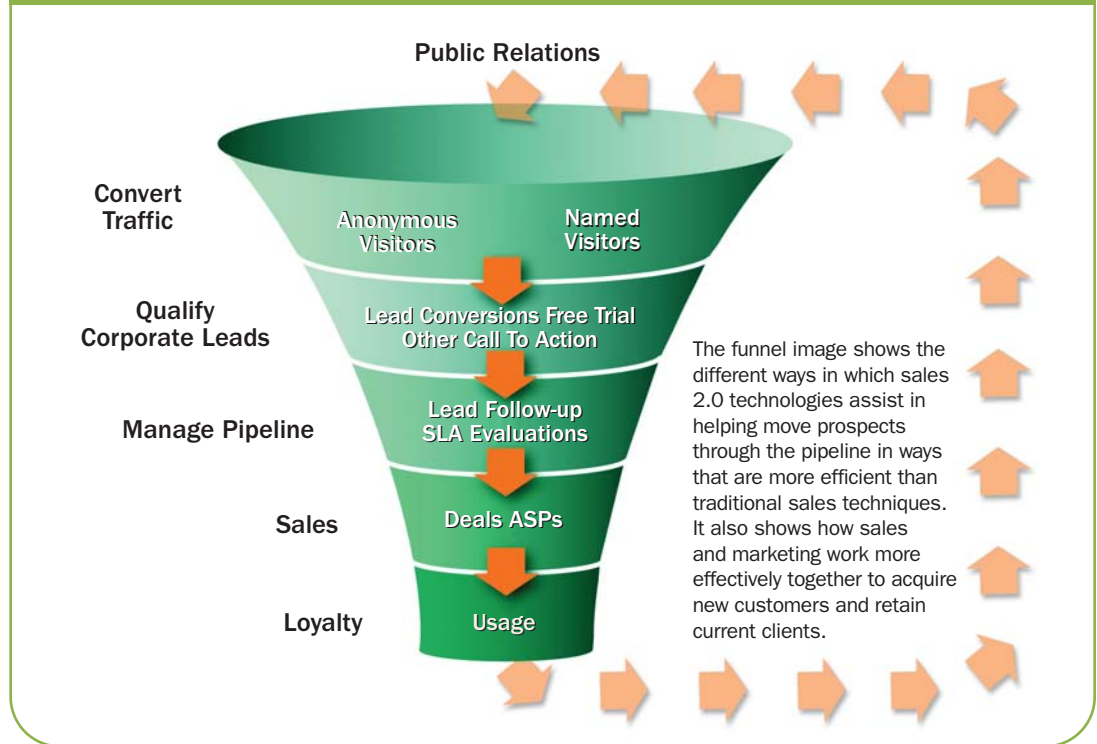 Public Relations
Convert
Traffic
Anonymous
Visitors
Named
Visitors
Qualify
Corporate Leads
Lead Conversions Free Trial
Other Call To Action
Manage Pipeline
Lead Follow-up
SLA Evaluations
Sales
Deals ASPs
Loyalty
Usage
The funnel image shows the
different ways in which sales
2.0 technologies assist in
helping move prospects
through the pipeline in ways
that are more efficient than
traditional sales techniques.
It also shows how sales
and marketing work more
effectively together to acquire
new customers and retain
current clients.